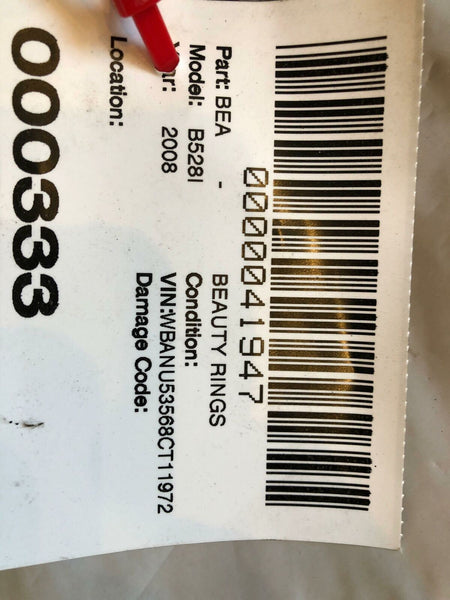 0000041947
Part: BEA - BEAUTY RINGS
Model: B528I Condition:
2008 VIN:WBANU53568CT11972
Damage Code:
Location:
000333